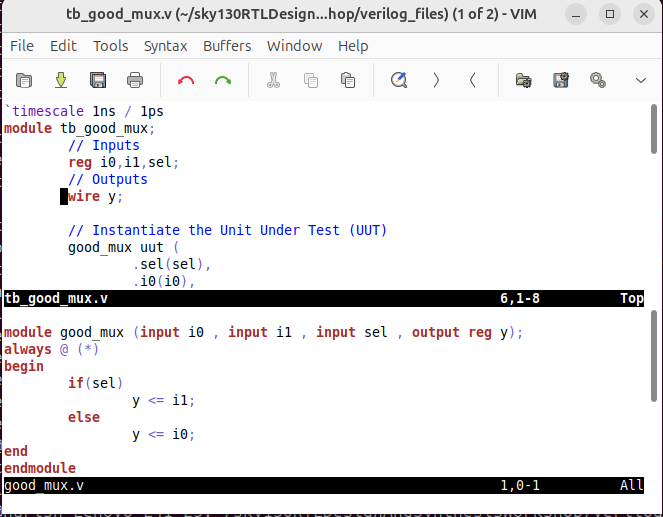 tb_good_mux.v (~/sky130RTLDesign...hop/verilog_files) (1 of 2) - VIM
File Edit Tools Syntax Buffers Window Help
`timescale 1ns / 1ps
module tb_good_mux;
        // Inputs
        reg i0,i1,sel;
        // Outputs
        wire y;
        // Instantiate the Unit Under Test (UUT)
        good_mux uut (
                .sel(sel),
                .i0(i0),
tb_good_mux.v 6,1-8 Top
module good_mux (input i0 , input i1 , input sel , output reg y);
always @ (*)
begin
        if(sel)
                y <= i1;
        else
                y <= i0;
end
endmodule
good_mux.v 1,0-1 All